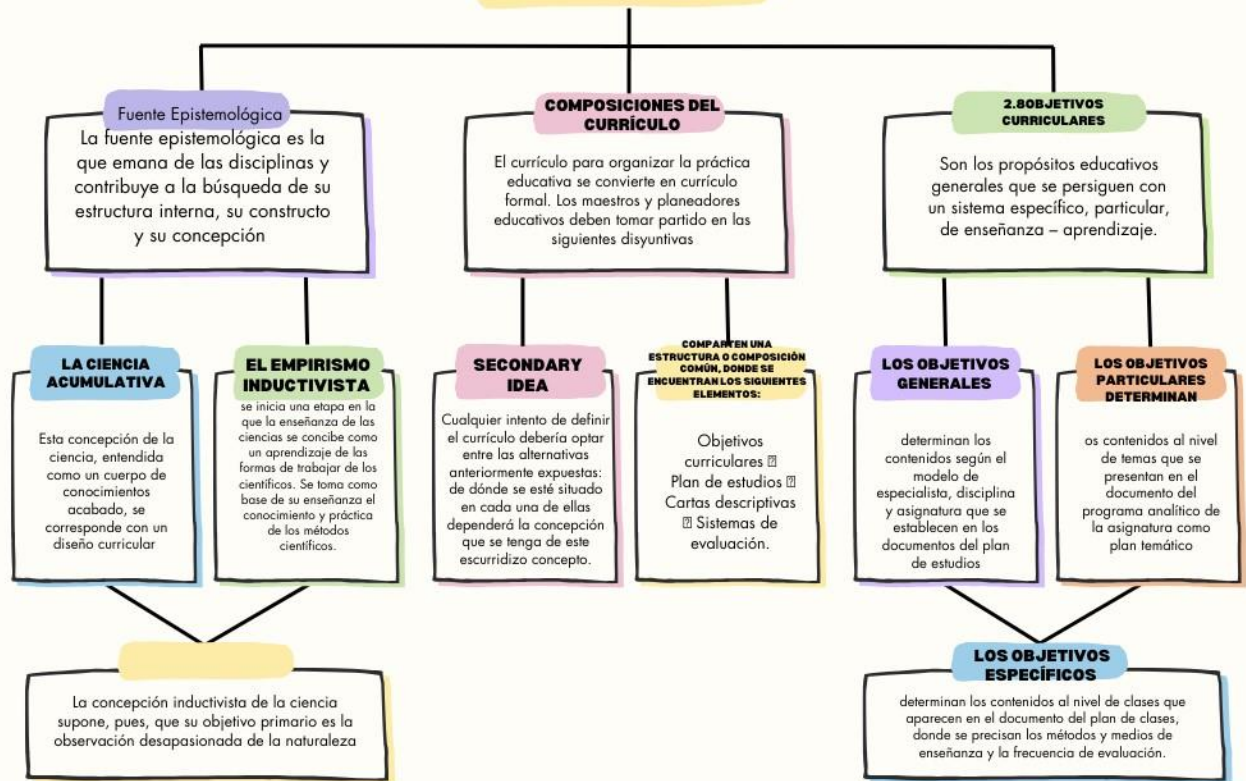 Fuente Epistemológica
La fuente epistemológica es la
que emana de las disciplinas y
contribuye a la búsqueda de su
estructura interna, su constructo
y su concepción
COMPOSICIONES DEL
CURRÍCULO
El currículo para organizar la práctica
educativa se convierte en currículo
formal. Los maestros y planeadores
educativos deben tomar partido en las
siguientes disyuntivas
2.8OBJETIVOS
CURRICULARES
Son los propósitos educativos
generales que se persiguen con
un sistema específico, particular,
de enseñanza – aprendizaje.
LA CIENCIA
ACUMULATIVA
Esta concepción de la
ciencia, entendida
como un cuerpo de
conocimientos
acabado, se
corresponde con un
diseño curricular
EL EMPIRISMO
INDUCTIVISTA
se inicia una etapa en la
que la enseñanza de las
ciencias se concibe como
un aprendizaje de las
formas de trabajar de los
científicos. Se toma como
base de su enseñanza el
conocimiento y práctica
de los métodos
científicos.
SECONDARY
IDEA
Cualquier intento de definir
el currículo debería optar
entre las alternativas
anteriormente expuestas:
de dónde se esté situado
en cada una de ellas
dependerá la concepción
que se tenga de este
escurridizo concepto.
COMPARTEN UNA
ESTRUCTURA O COMPOSICIÓN
COMÚN, DONDE SE
ENCUENTRAN LOS SIGUIENTES
ELEMENTOS:
Objetivos
curriculares
Plan de estudios
Cartas descriptivas
Sistemas de
evaluación.
LOS OBJETIVOS
GENERALES
determinan los
contenidos según el
modelo de
especialista, disciplina
y asignatura que se
establecen en los
documentos del plan
de estudios
LOS OBJETIVOS
PARTICULARES
DETERMINAN
os contenidos al nivel
de temas que se
presentan en el
documento del
programa analítico de
la asignatura como
plan temático
La concepción inductivista de la ciencia
supone, pues, que su objetivo primario es la
observación desapasionada de la naturaleza
LOS OBJETIVOS
ESPECÍFICOS
determinan los contenidos al nivel de clases que
aparecen en el documento del plan de clases,
donde se precisan los métodos y medios de
enseñanza y la frecuencia de evaluación.